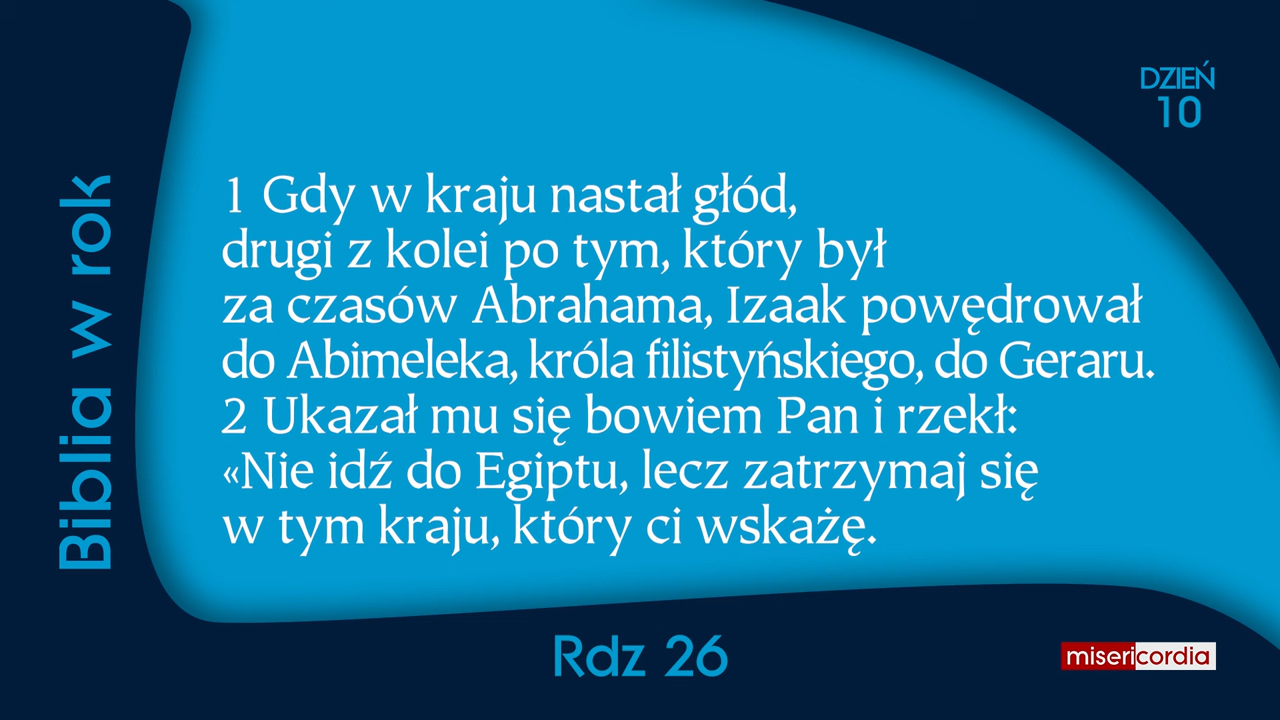 DZIEŃ
10
Biblia w rok
1 Gdy w kraju nastał głód,
drugi z kolei po tym, który był
za czasów Abrahama, Izaak powędrował
do Abimeleka, króla filistyńskiego, do Geraru.
2 Ukazał mu się bowiem Pan i rzekł:
«Nie idź do Egiptu, lecz zatrzymaj się
w tym kraju, który ci wskażę.
Rdz 26
misericordia